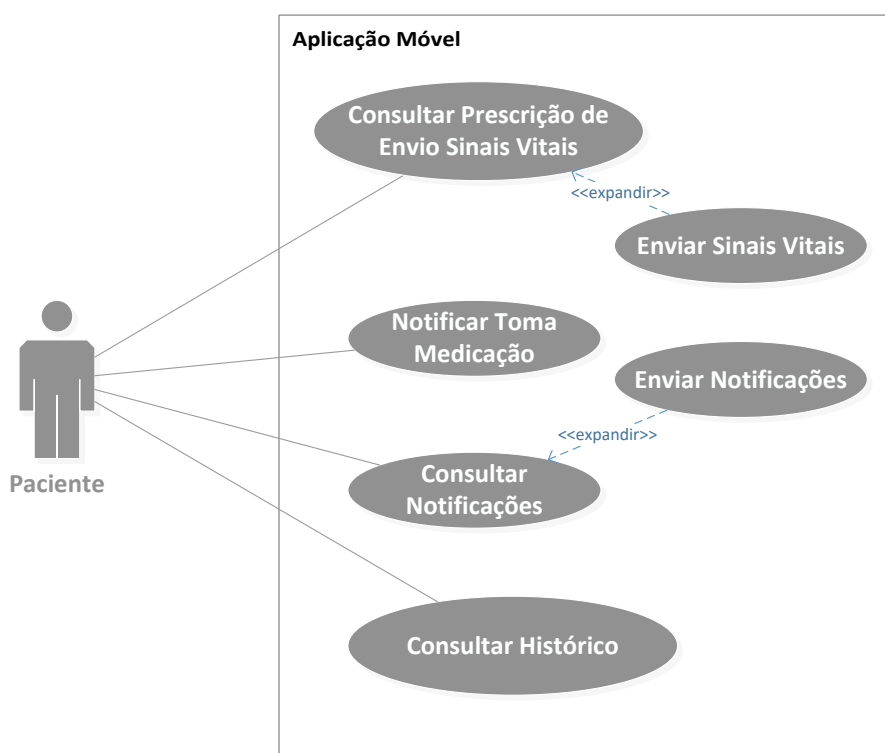 Aplicação Móvel
Consultar Prescrição de
Envio Sinais Vitais
<<expandir>>
Enviar Sinais Vitais
Notificar Toma
Medicação
Enviar Notificações
<<expandir>>
Consultar
Notificações
Paciente
Consultar Histórico